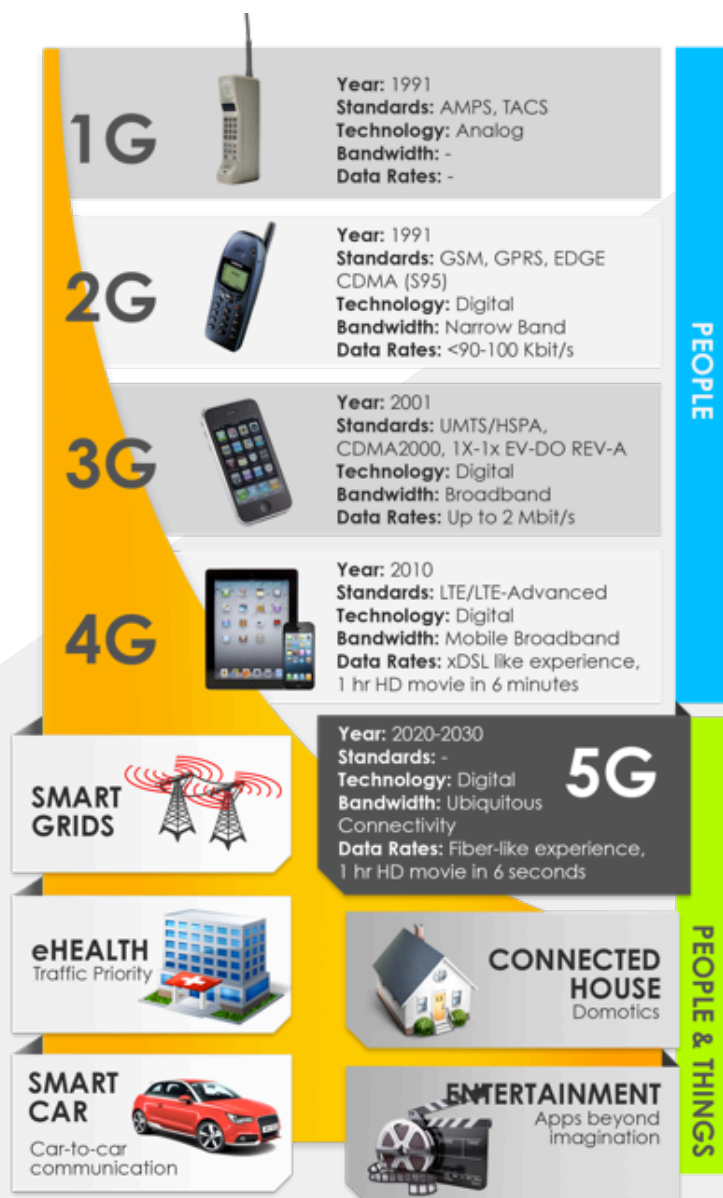 1G
Year: 1991
Standards: AMPS, TACS
Technology: Analog
Bandwidth: -
Data Rates: -
2G
Year: 1991
Standards: GSM, GPRS, EDGE
CDMA (S95)
Technology: Digital
Bandwidth: Narrow Band
Data Rates: <90-100 Kbit/s
3G
Year: 2001
Standards: UMTS/HSPA,
CDMA2000, 1X-1x EV-DO REV-A
Technology: Digital
Bandwidth: Broadband
Data Rates: Up to 2 Mbit/s
4G
Year: 2010
Standards: LTE/LTE-Advanced
Technology: Digital
Bandwidth: Mobile Broadband
Data Rates: xDSL like experience,
1 hr HD movie in 6 minutes
PEOPLE
5G
Year: 2020-2030
Standards: -
Technology: Digital
Bandwidth: Ubiquitous
Connectivity
Data Rates: Fiber-like experience,
1 hr HD movie in 6 seconds
SMART
GRIDS
eHEALTH
Traffic Priority
CONNECTED
HOUSE
Domotics
SMART
CAR
Car-to-car
communication
ENTERTAINMENT
Apps beyond
imagination
PEOPLE & THINGS